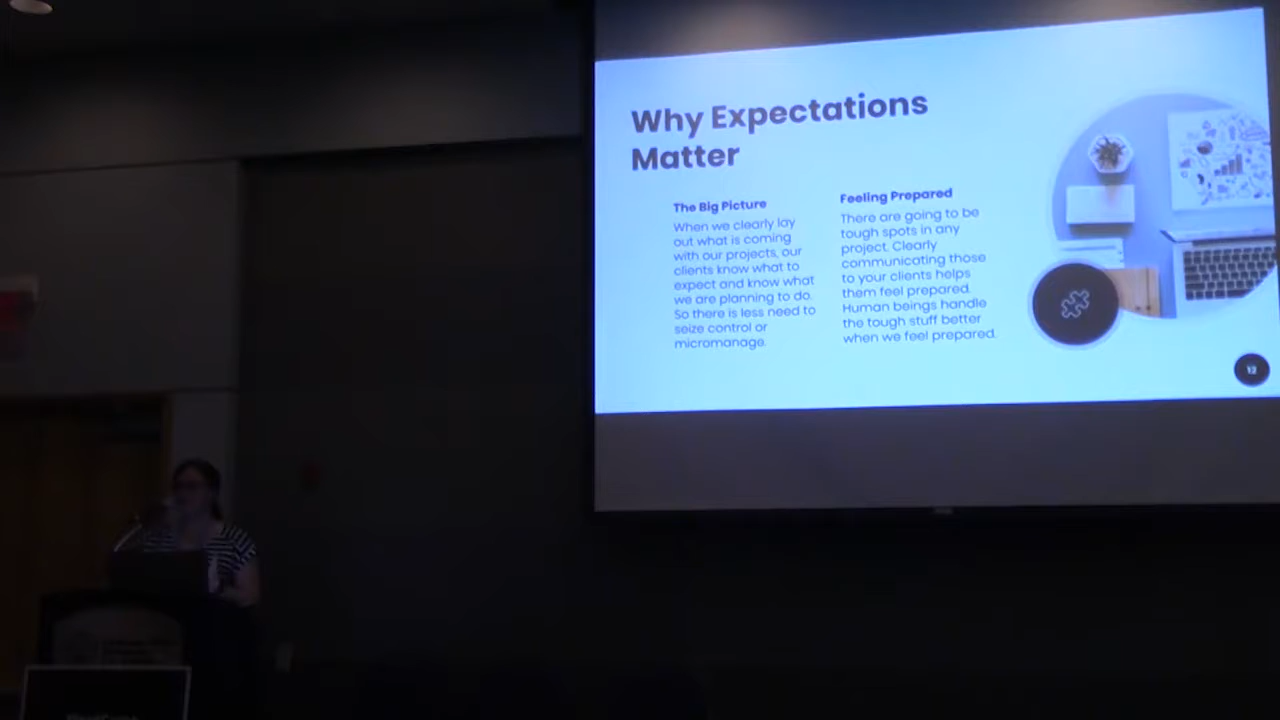 Why Expectations
Matter
The Big Picture
When we clearly lay
out what is coming
with our projects, our
clients know what to
expect and know what
we are planning to do.
So there is less need to
seize control or
micromanage.
Feeling Prepared
There are going to be
tough spots in any
project. Clearly
communicating those
to your clients helps
them feel prepared.
Human beings handle
the tough stuff better
when we feel prepared.
12